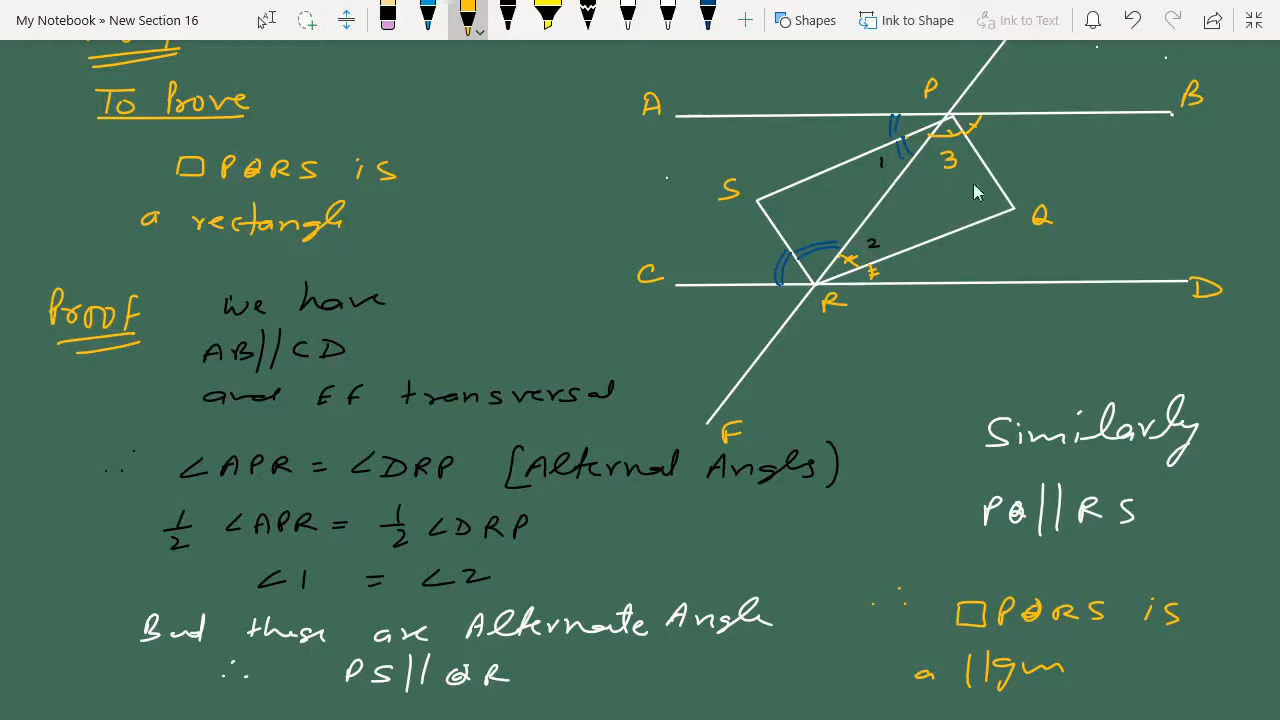 My Notebook » New Section 16
Shapes
Ink to Shape
Ink to Text
To Prove
□ PQRS is
a rectangle
Proof
We have
AB//CD
and EF transversal
∵ ∠APR = ∠DRP [Alternal Angls)
1/2 ∠APR = 1/2 ∠DRP
∠1 = ∠2
But these are Alternate Angle
∴ PS//QR
A
P
B
1
3
S
Q
2
C
R
D
F
Similarly
PQ//RS
∴ □PQRS is
a //gm